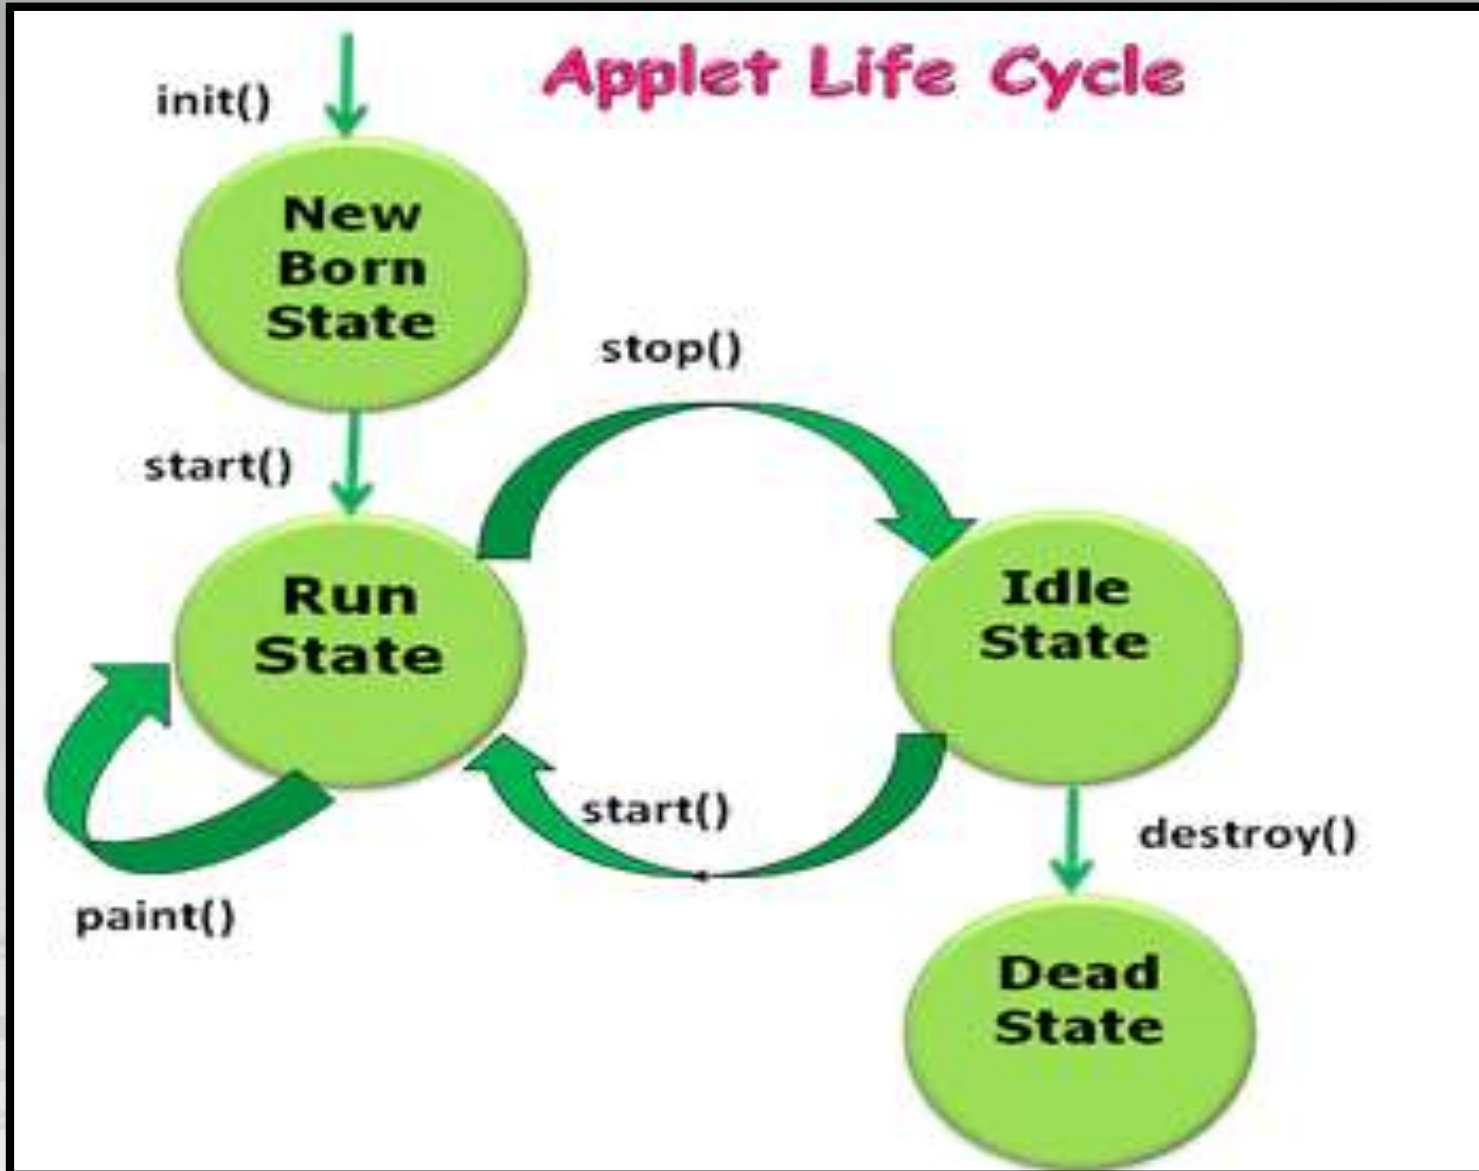 Applet Life Cycle
init()
New
Born
State
stop()
start()
Run
State
Idle
State
start()
destroy()
paint()
Dead
State